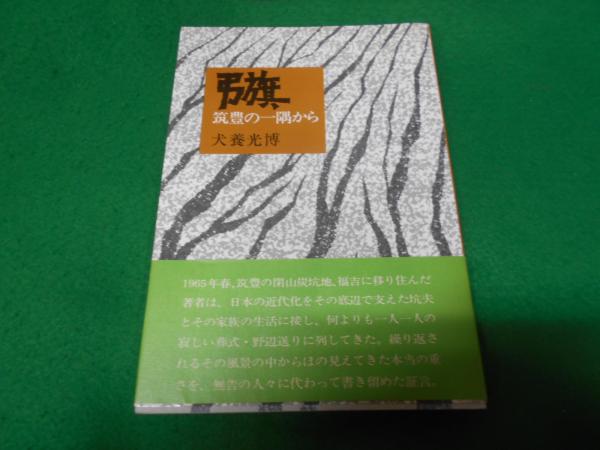 弔旗
筑豊の一隅から
犬養光博
1965年春、筑豊の閉山炭坑地、福吉に移り住んだ
著者は、日本の近代化をその底辺で支えた坑夫
とその家族の生活に接し、何よりも一人一人の
寂しい葬式・野辺送りに列してきた。繰り返さ
れるその風景の中からほの見えてきた本当の重
さを、無告の人々に代わって書き留めた証言。